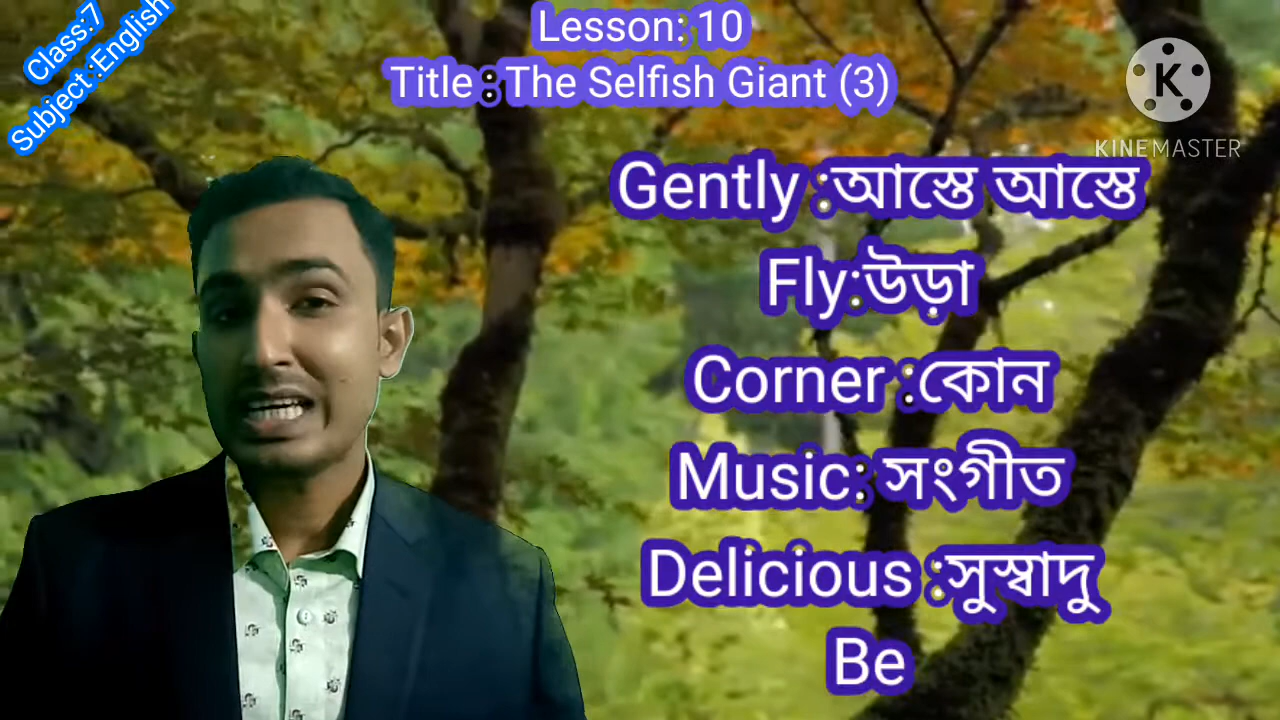 Class:7
Subject:English
Lesson: 10
Title : The Selfish Giant (3)
KINEMASTER
Gently :আস্তে আস্তে
Fly:উড়া
Corner :কোন
Music: সংগীত
Delicious :সুস্বাদু
Be